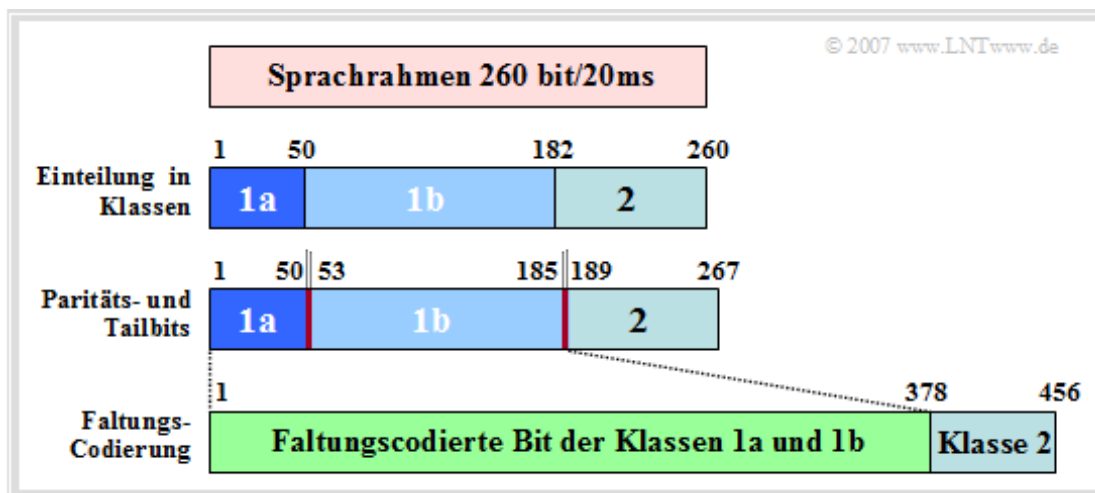 © 2007 www.LNTwww.de
Sprachrahmen 260 bit/20ms
1 50 182 260
Einteilung in
Klassen
1a 1b 2
1 50 53 185 189 267
Paritäts- und
Tailbits
1a 1b 2
1 378 456
Faltungs-
Codierung
Faltungscodierte Bit der Klassen 1a und 1b Klasse 2